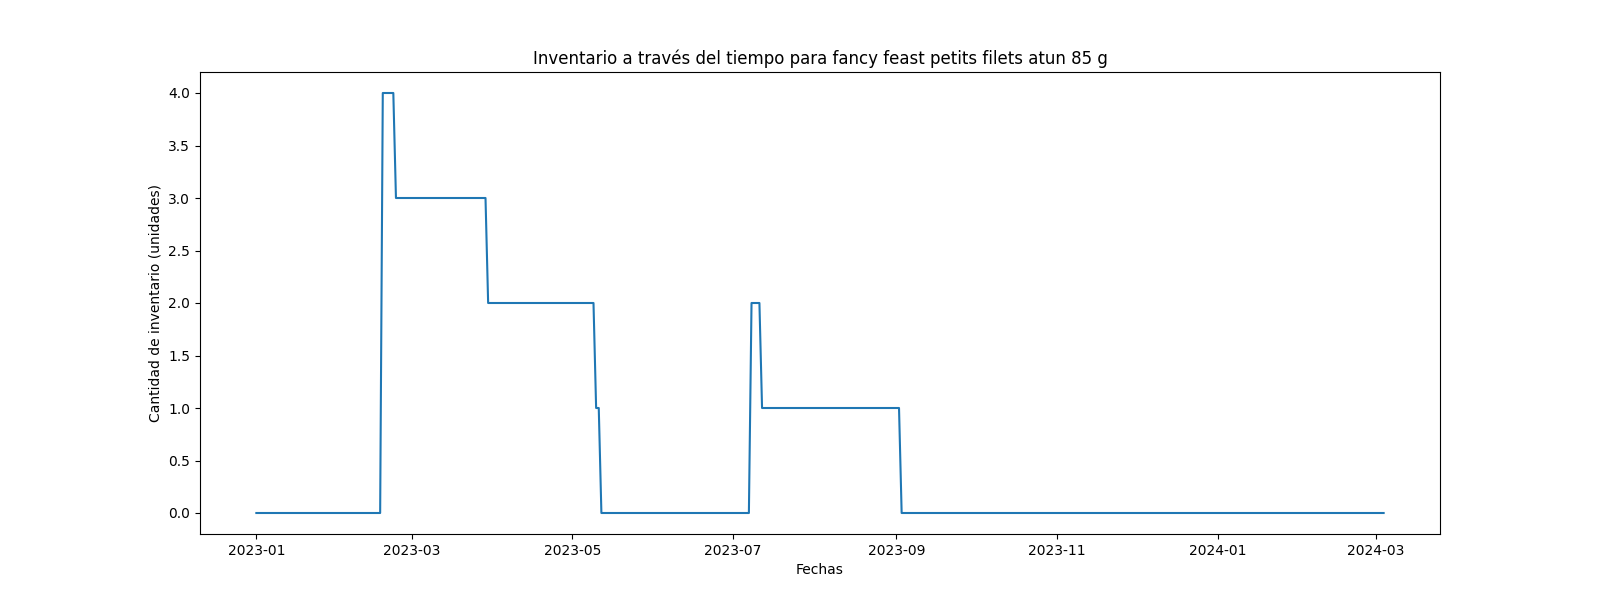 Inventario a través del tiempo para fancy feast petits filets atun 85 g
Cantidad de inventario (unidades)
4.0
3.5
3.0
2.5
2.0
1.5
1.0
0.5
0.0
2023-01 2023-03 2023-05 2023-07 2023-09 2023-11 2024-01 2024-03
Fechas